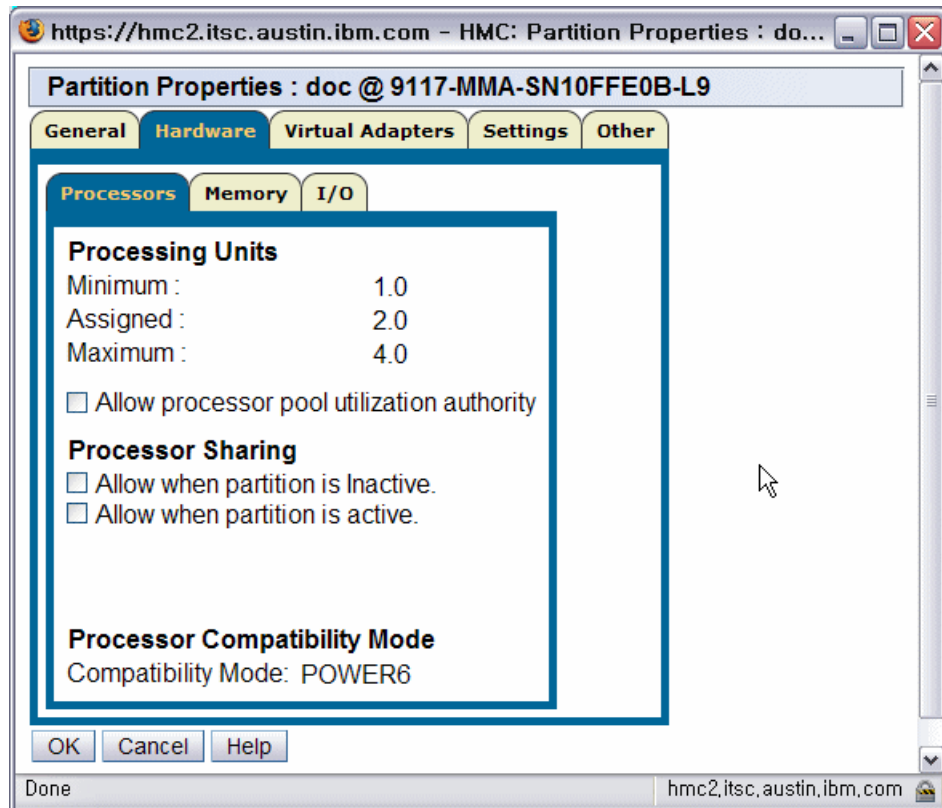 https://hmc2.itsc.austin.ibm.com - HMC: Partition Properties : do...
Partition Properties : doc @ 9117-MMA-SN10FFE0B-L9
General Hardware Virtual Adapters Settings Other
Processors Memory I/O
Processing Units
Minimum : 1.0
Assigned : 2.0
Maximum : 4.0
Allow processor pool utilization authority
Processor Sharing
Allow when partition is Inactive.
Allow when partition is active.
Processor Compatibility Mode
Compatibility Mode: POWER6
OK Cancel Help
Done hmc2.itsc.austin.ibm.com